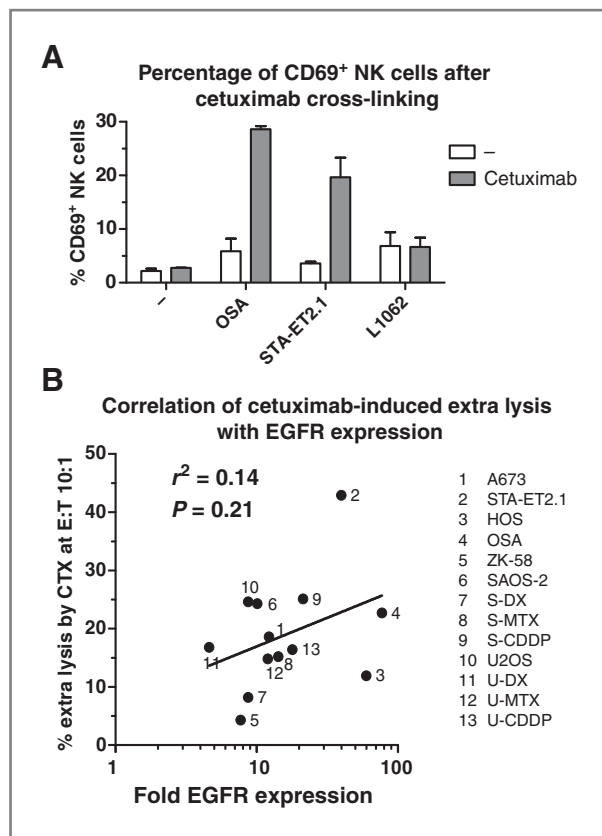 A
Percentage of CD69⁺ NK cells after
cetuximab cross-linking
% CD69⁺ NK cells
30
20
10
0
–
Cetuximab
–
OSA
STA-ET2.1
L1062
B
Correlation of cetuximab-induced extra lysis
with EGFR expression
% extra lysis by CTX at E:T 10:1
50
40
30
20
10
0
r² = 0.14
P = 0.21
2
10
6
9
4
1
11
12
8
13
3
7
5
1
10
100
Fold EGFR expression
1 A673
2 STA-ET2.1
3 HOS
4 OSA
5 ZK-58
6 SAOS-2
7 S-DX
8 S-MTX
9 S-CDDP
10 U2OS
11 U-DX
12 U-MTX
13 U-CDDP